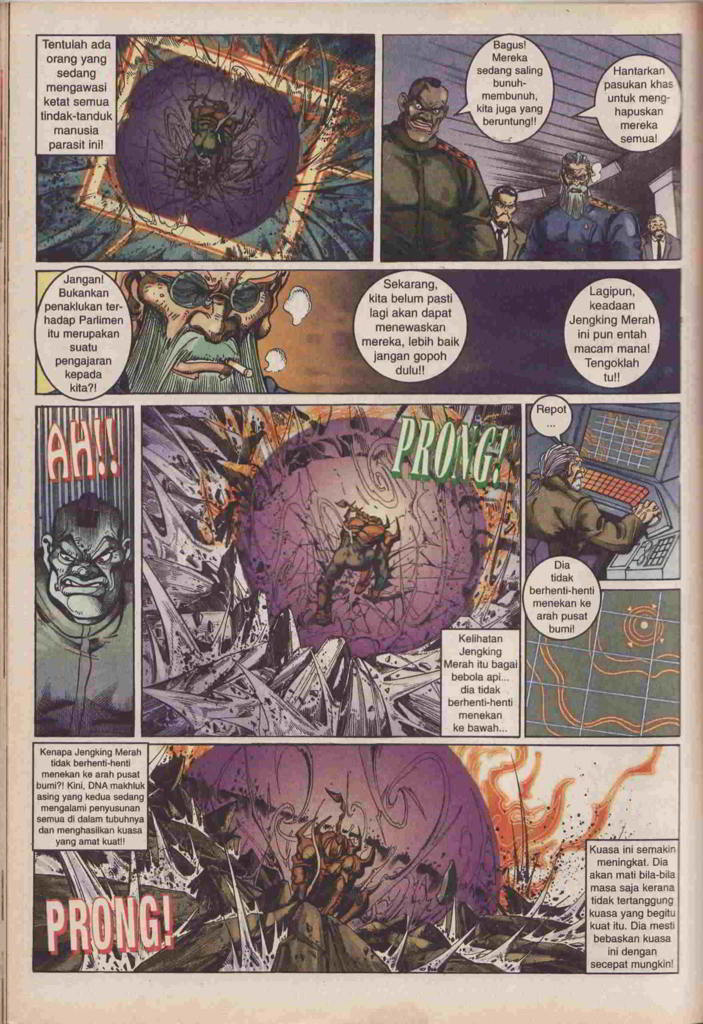 Tentulah ada
orang yang
sedang
mengawasi
ketat semua
tindak-tanduk
manusia
parasit ini!
Bagus!
Mereka
sedang saling
bunuh-
membunuh,
kita juga yang
beruntung!!
Hantarkan
pasukan khas
untuk meng-
hapuskan
mereka
semua!
Jangan!
Bukankan
penaklukan ter-
hadap Parlimen
itu merupakan
suatu
pengajaran
kepada
kita?!
Sekarang,
kita belum pasti
lagi akan dapat
menewaskan
mereka, lebih baik
jangan gopoh
dulu!!
Lagipun,
keadaan
Jengking Merah
ini pun entah
macam mana!
Tengoklah
tu!!
AH!!
PRONG!
Kelihatan
Jengking
Merah itu bagai
bebola api...
dia tidak
berhenti-henti
menekan
ke bawah...
Repot
...
Dia
tidak
berhenti-henti
menekan ke
arah pusat
bumi!
Kenapa Jengking Merah
tidak berhenti-henti
menekan ke arah pusat
bumi?! Kini, DNA makhluk
asing yang kedua sedang
mengalami penyusunan
semua di dalam tubuhnya
dan menghasilkan kuasa
yang amat kuat!!
PRONG!
Kuasa ini semakin
meningkat. Dia
akan mati bila-bila
masa saja kerana
tidak tertanggung
kuasa yang begitu
kuat itu. Dia mesti
bebaskan kuasa
ini dengan
secepat mungkin!